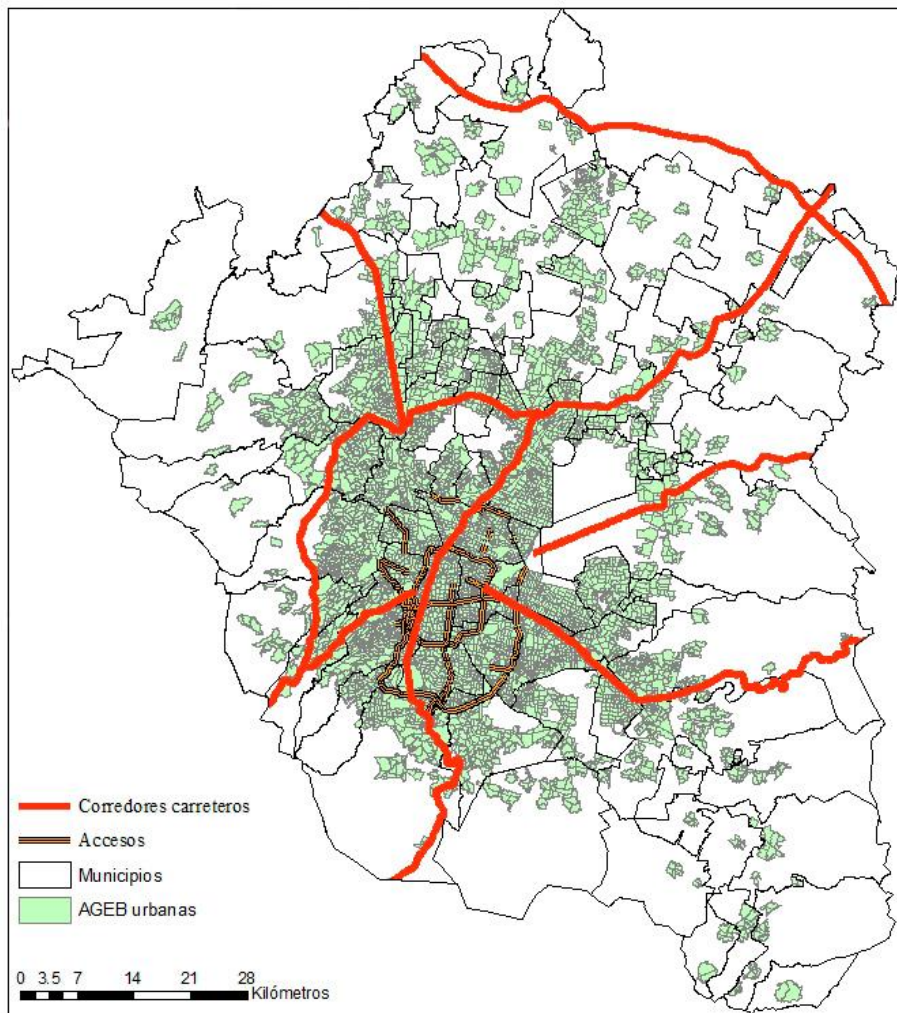 Corredores carreteros
Accesos
Municipios
AGEB urbanas
0 3.5 7 14 21 28
Kilómetros